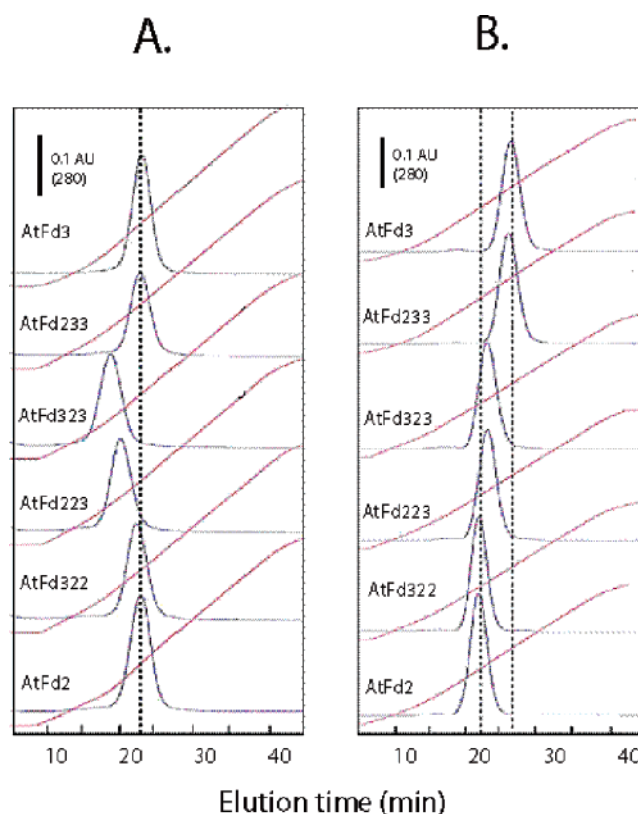 A.
B.
0.1 AU
(280)
0.1 AU
(280)
AtFd3
AtFd233
AtFd323
AtFd223
AtFd322
AtFd2
AtFd3
AtFd233
AtFd323
AtFd223
AtFd322
AtFd2
10 20 30 40
10 20 30 40
Elution time (min)